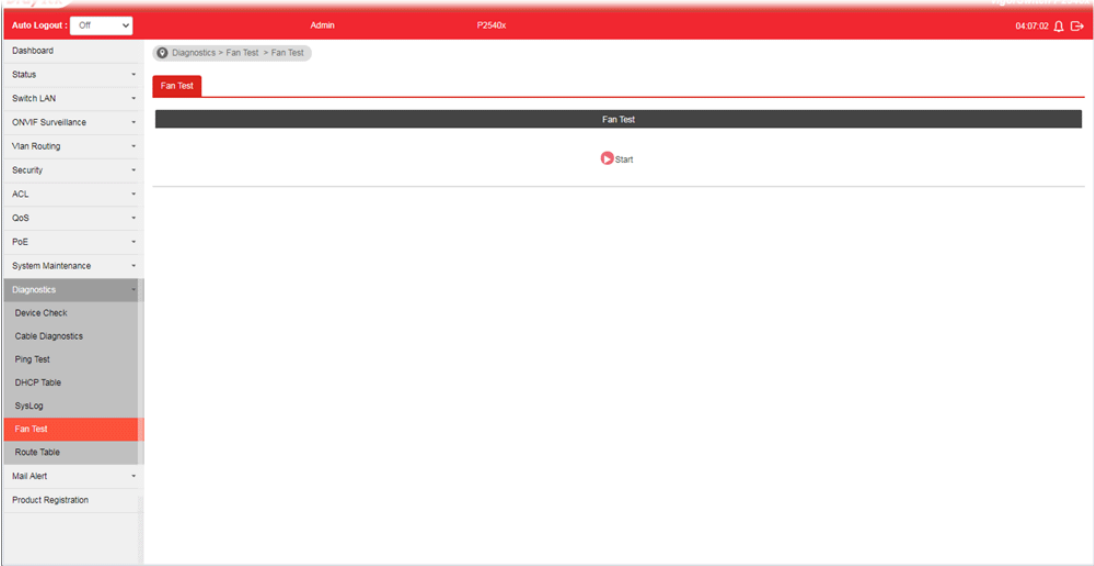 Auto Logout : Off Admin P2540x 04:07:02
Dashboard
Diagnostics > Fan Test > Fan Test
Status
Fan Test
Switch LAN
ONVIF Surveillance
Fan Test
Vlan Routing
Start
Security
ACL
QoS
PoE
System Maintenance
Diagnostics
Device Check
Cable Diagnostics
Ping Test
DHCP Table
SysLog
Fan Test
Route Table
Mail Alert
Product Registration